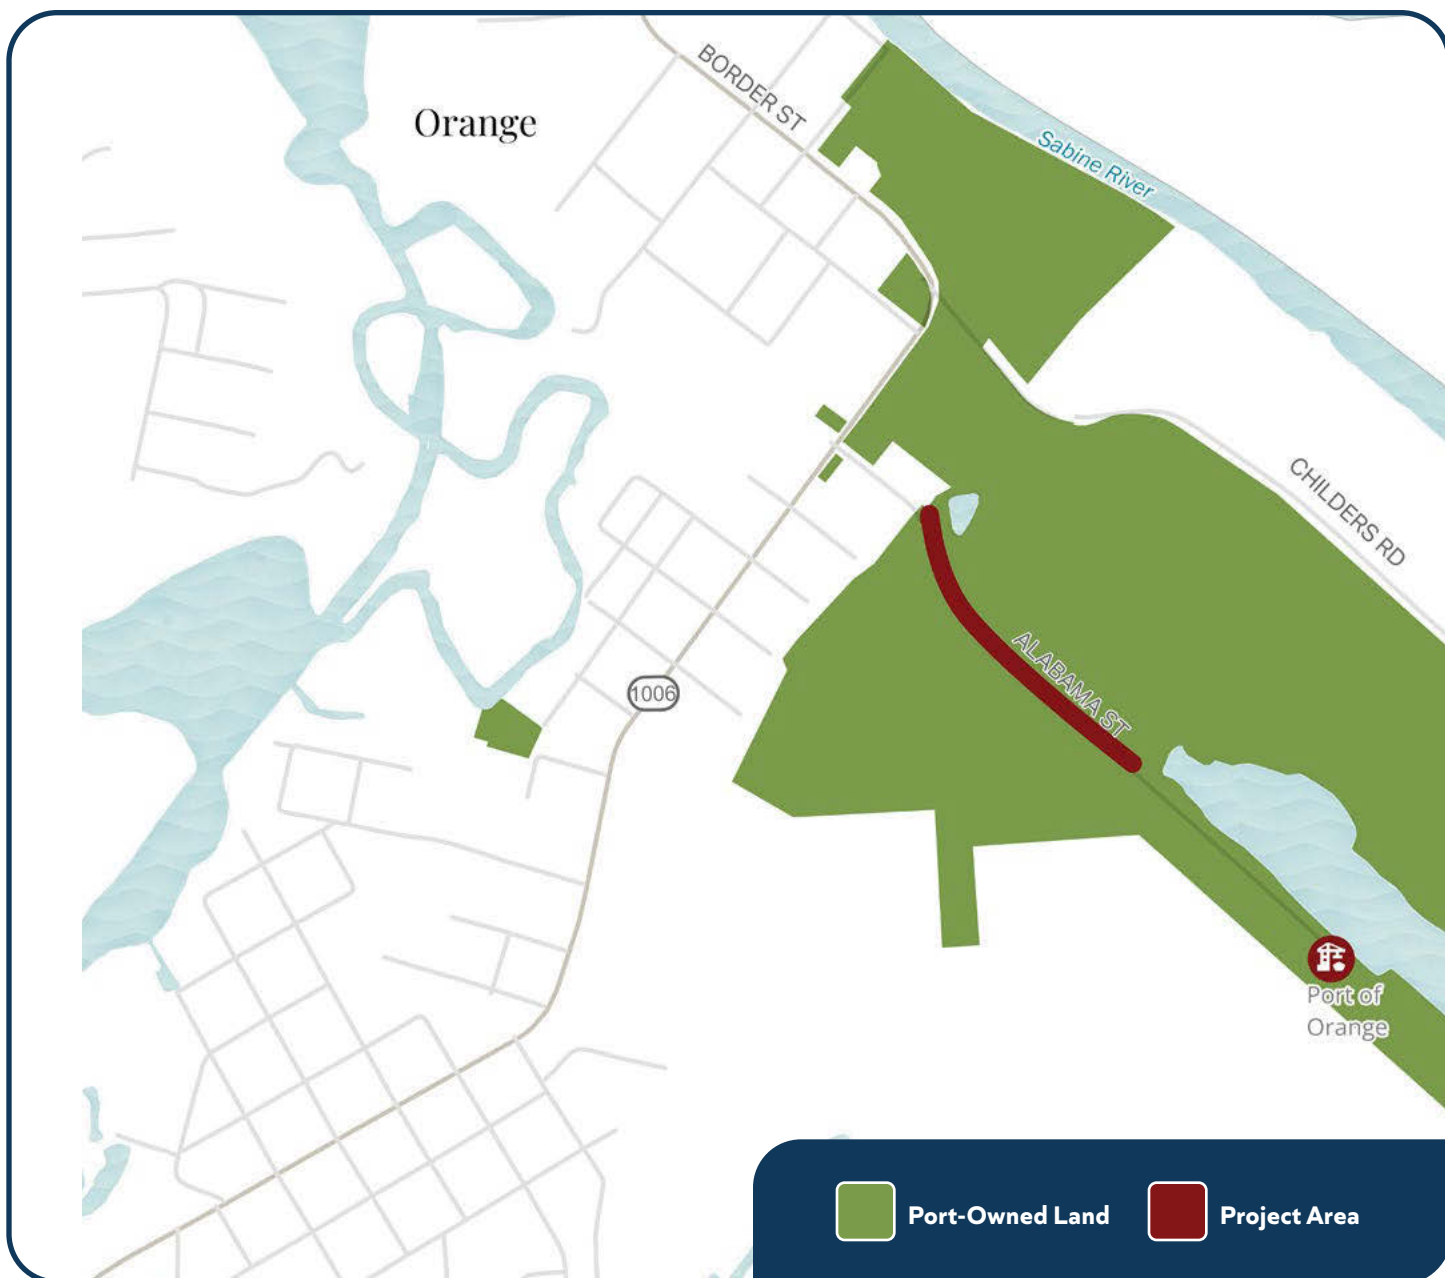 BORDER ST
Orange
Sabine River
CHILDERS RD
ALABAMA ST
1006
Port of
Orange
Port-Owned Land
Project Area